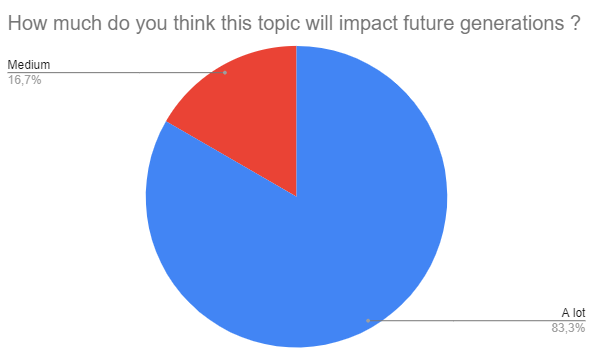 How much do you think this topic will impact future generations ?
Medium
16,7%
A lot
83,3%